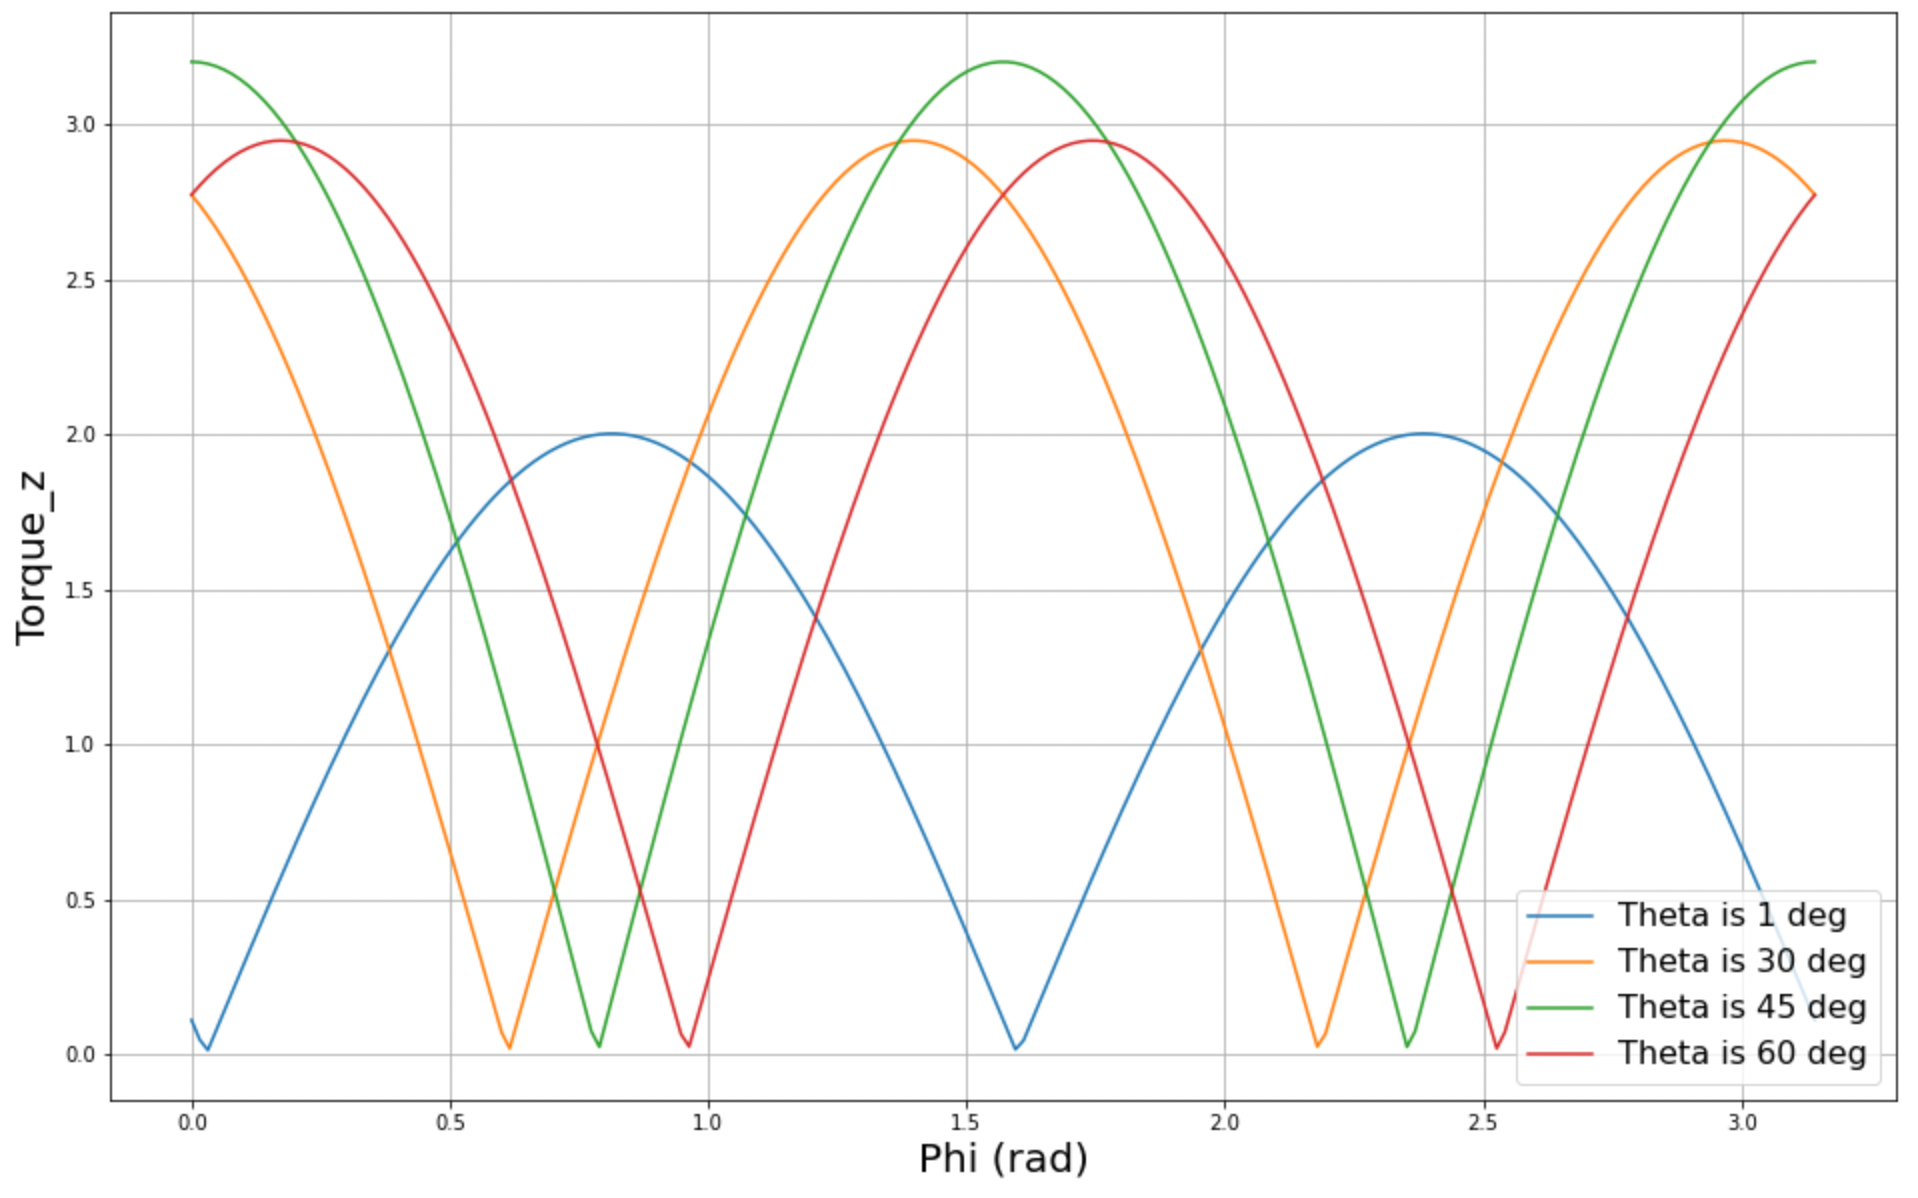 3.0
2.5
2.0
1.5
1.0
0.5
0.0
Torque_z
0.0 0.5 1.0 1.5 2.0 2.5 3.0
Phi (rad)
Theta is 1 deg
Theta is 30 deg
Theta is 45 deg
Theta is 60 deg